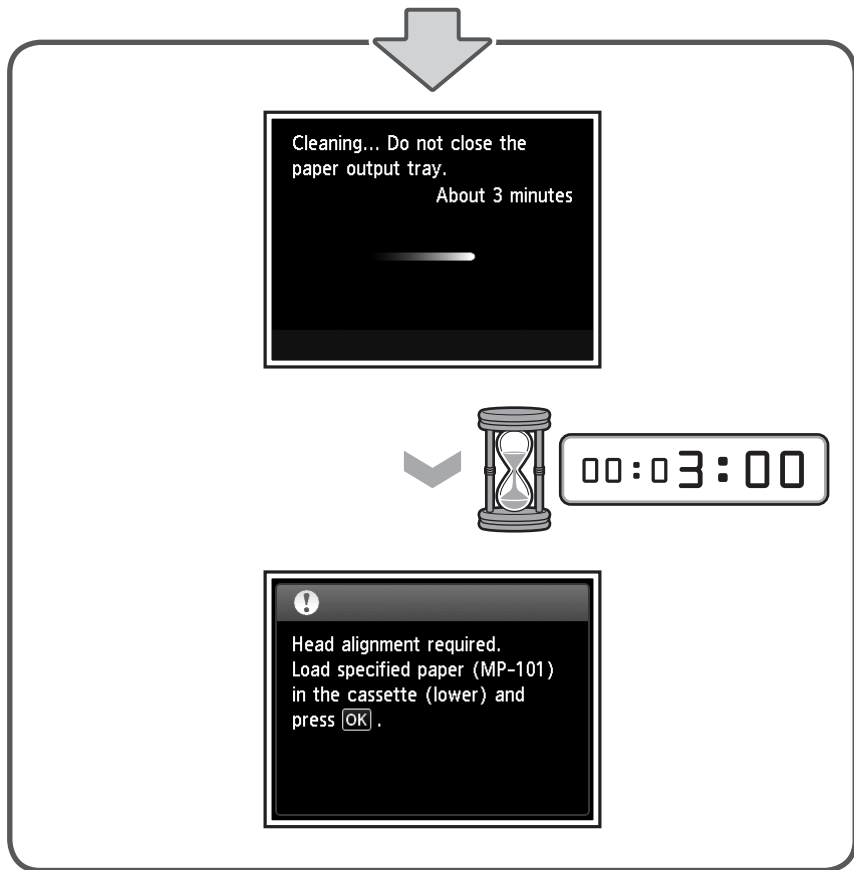 Cleaning... Do not close the
paper output tray.
About 3 minutes
00:03:00
Head alignment required.
Load specified paper (MP-101)
in the cassette (lower) and
press OK .